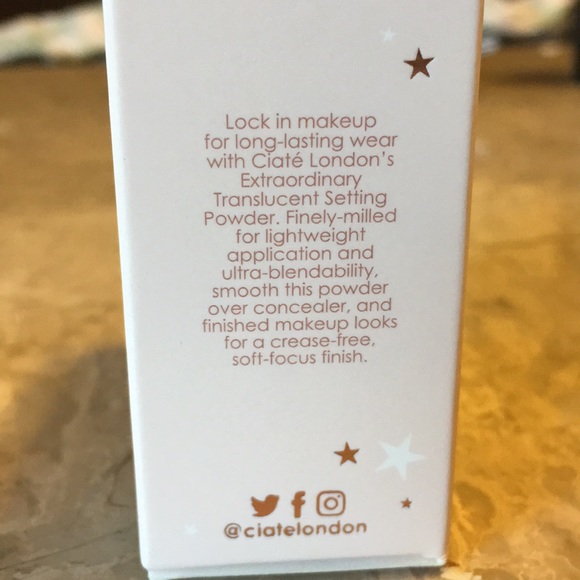 Lock in makeup
for long-lasting wear
with Ciaté London's
Extraordinary
Translucent Setting
Powder. Finely-milled
for lightweight
application and
ultra-blendability,
smooth this powder
over concealer, and
finished makeup looks
for a crease-free,
soft-focus finish.
@ciatelondon